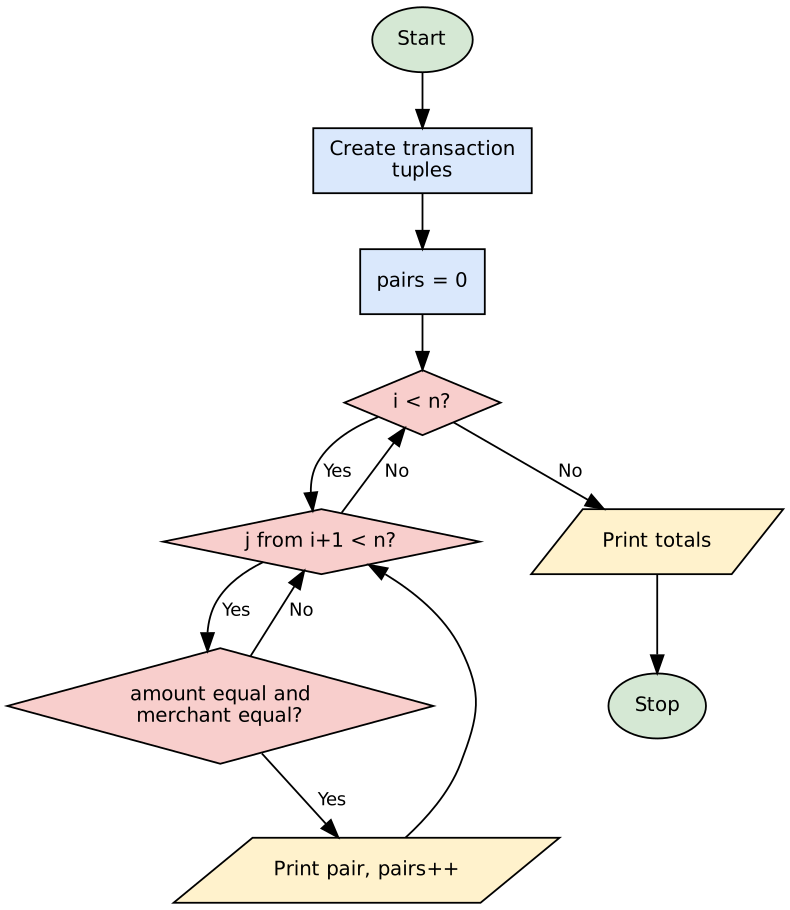 Start
Create transaction
tuples
pairs = 0
i < n?
Yes
No
No
j from i+1 < n?
Print totals
Yes
No
amount equal and
merchant equal?
Stop
Yes
Print pair, pairs++